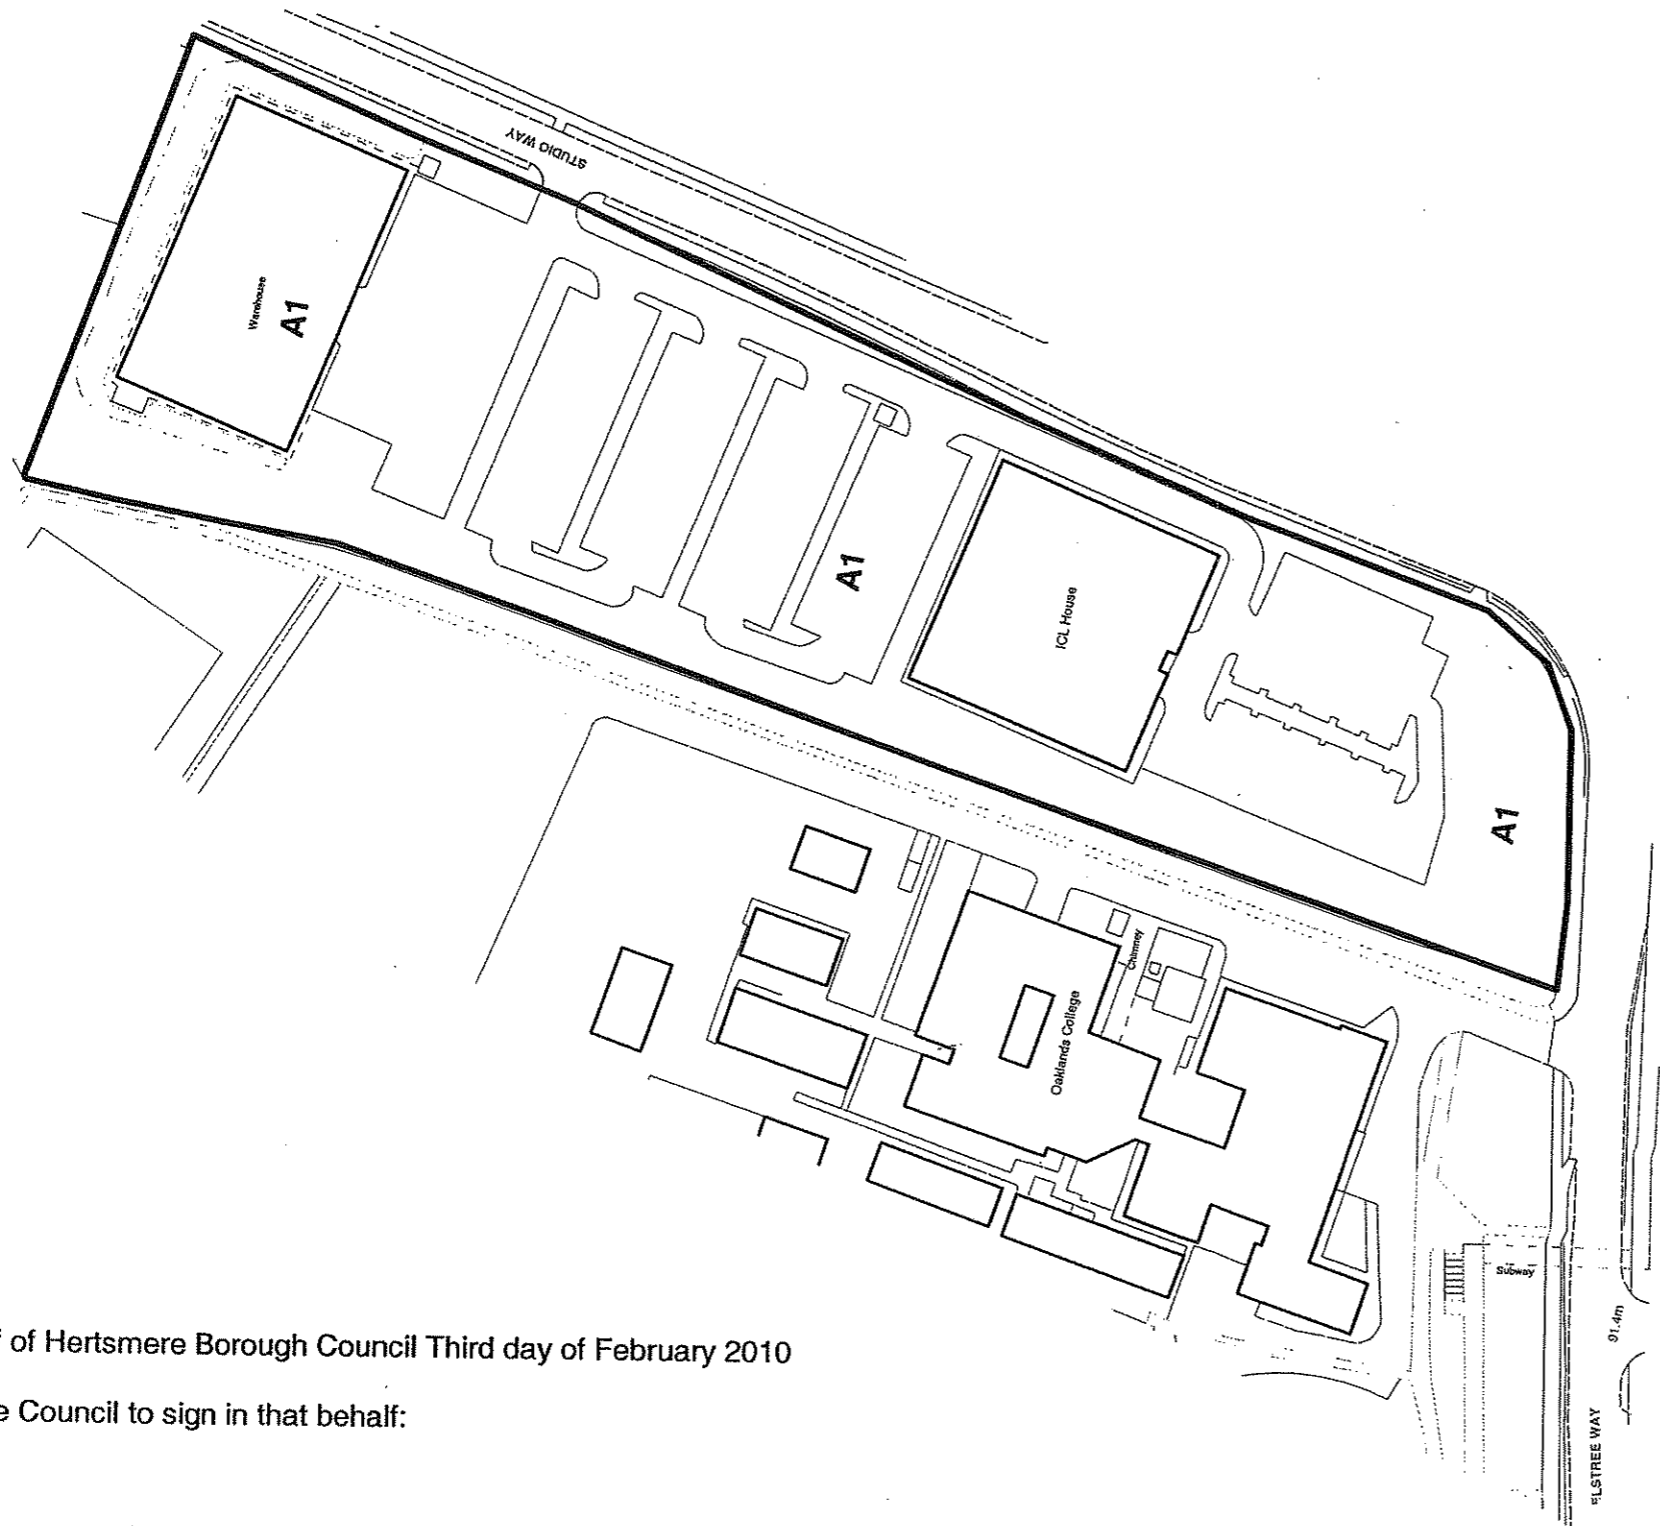 STUDIO WAY
Warehouse
A1
A1
ICL House
A1
Chimney
Oaklands College
Subway
91.4m
ELSTREE WAY
of Hertsmere Borough Council Third day of February 2010
Council to sign in that behalf: